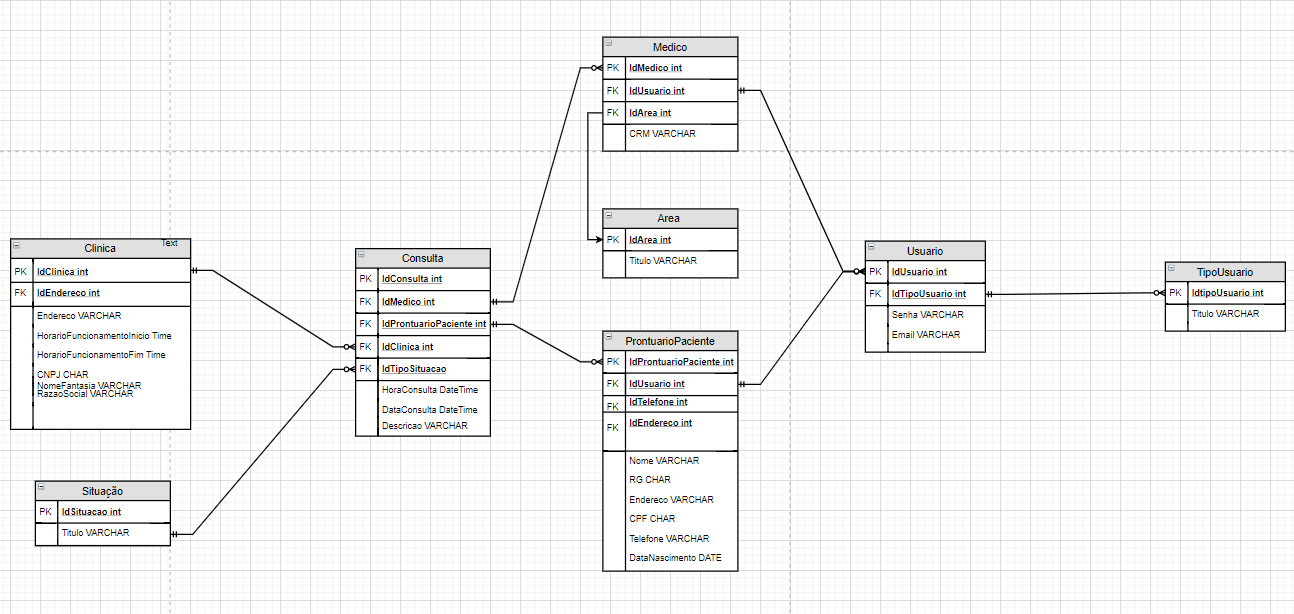 Medico
PK IdMedico int
FK IdUsuario int
FK IdArea int
CRM VARCHAR
Area
PK IdArea int
Titulo VARCHAR
Clinica
Text
PK IdClinica int
FK IdEndereco int
Endereco VARCHAR
HorarioFuncionamentoInicio Time
HorarioFuncionamentoFim Time
CNPJ CHAR
NomeFantasia VARCHAR
RazaoSocial VARCHAR
Consulta
PK IdConsulta int
FK IdMedico int
FK IdProntuarioPaciente int
FK IdClinica int
FK IdTipoSituacao
HoraConsulta DateTime
DataConsulta DateTime
Descricao VARCHAR
Usuario
PK IdUsuario int
FK IdTipoUsuario int
Senha VARCHAR
Email VARCHAR
TipoUsuario
PK IdtipoUsuario int
Titulo VARCHAR
ProntuarioPaciente
PK IdProntuarioPaciente int
FK IdUsuario int
FK IdTelefone int
FK IdEndereco int
Nome VARCHAR
RG CHAR
Endereco VARCHAR
CPF CHAR
Telefone VARCHAR
DataNascimento DATE
Situação
PK IdSituacao int
Titulo VARCHAR